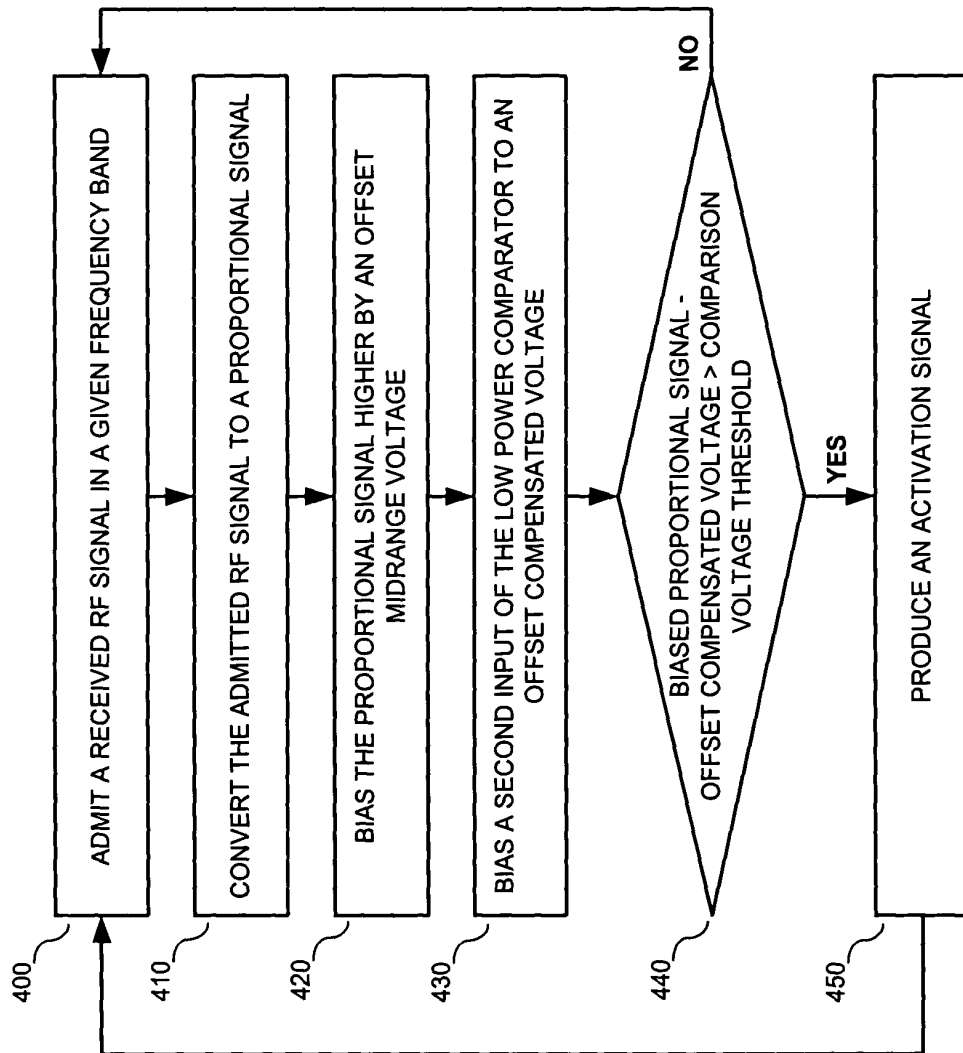 400
ADMIT A RECEIVED RF SIGNAL IN A GIVEN FREQUENCY BAND
410
CONVERT THE ADMITTED RF SIGNAL TO A PROPORTIONAL SIGNAL
420
BIAS THE PROPORTIONAL SIGNAL HIGHER BY AN OFFSET
MIDRANGE VOLTAGE
430
BIAS A SECOND INPUT OF THE LOW POWER COMPARATOR TO AN
OFFSET COMPENSATED VOLTAGE
440
BIASED PROPORTIONAL SIGNAL -
OFFSET COMPENSATED VOLTAGE > COMPARISON
VOLTAGE THRESHOLD
NO
YES
450
PRODUCE AN ACTIVATION SIGNAL